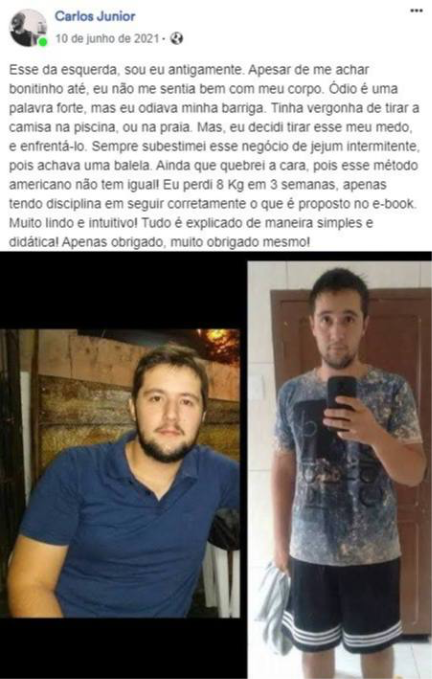 Carlos Junior
10 de junho de 2021 ·
Esse da esquerda, sou eu antigamente. Apesar de me achar
bonitinho até, eu não me sentia bem com meu corpo. Ódio é uma
palavra forte, mas eu odiava minha barriga. Tinha vergonha de tirar a
camisa na piscina, ou na praia. Mas, eu decidi tirar esse meu medo,
e enfrentá-lo. Sempre subestimei esse negócio de jejum intermitente,
pois achava uma balela. Ainda que quebrei a cara, pois esse método
americano não tem igual! Eu perdi 8 Kg em 3 semanas, apenas
tendo disciplina em seguir corretamente o que é proposto no e-book.
Muito lindo e intuitivo! Tudo é explicado de maneira simples e
didática! Apenas obrigado, muito obrigado mesmo!